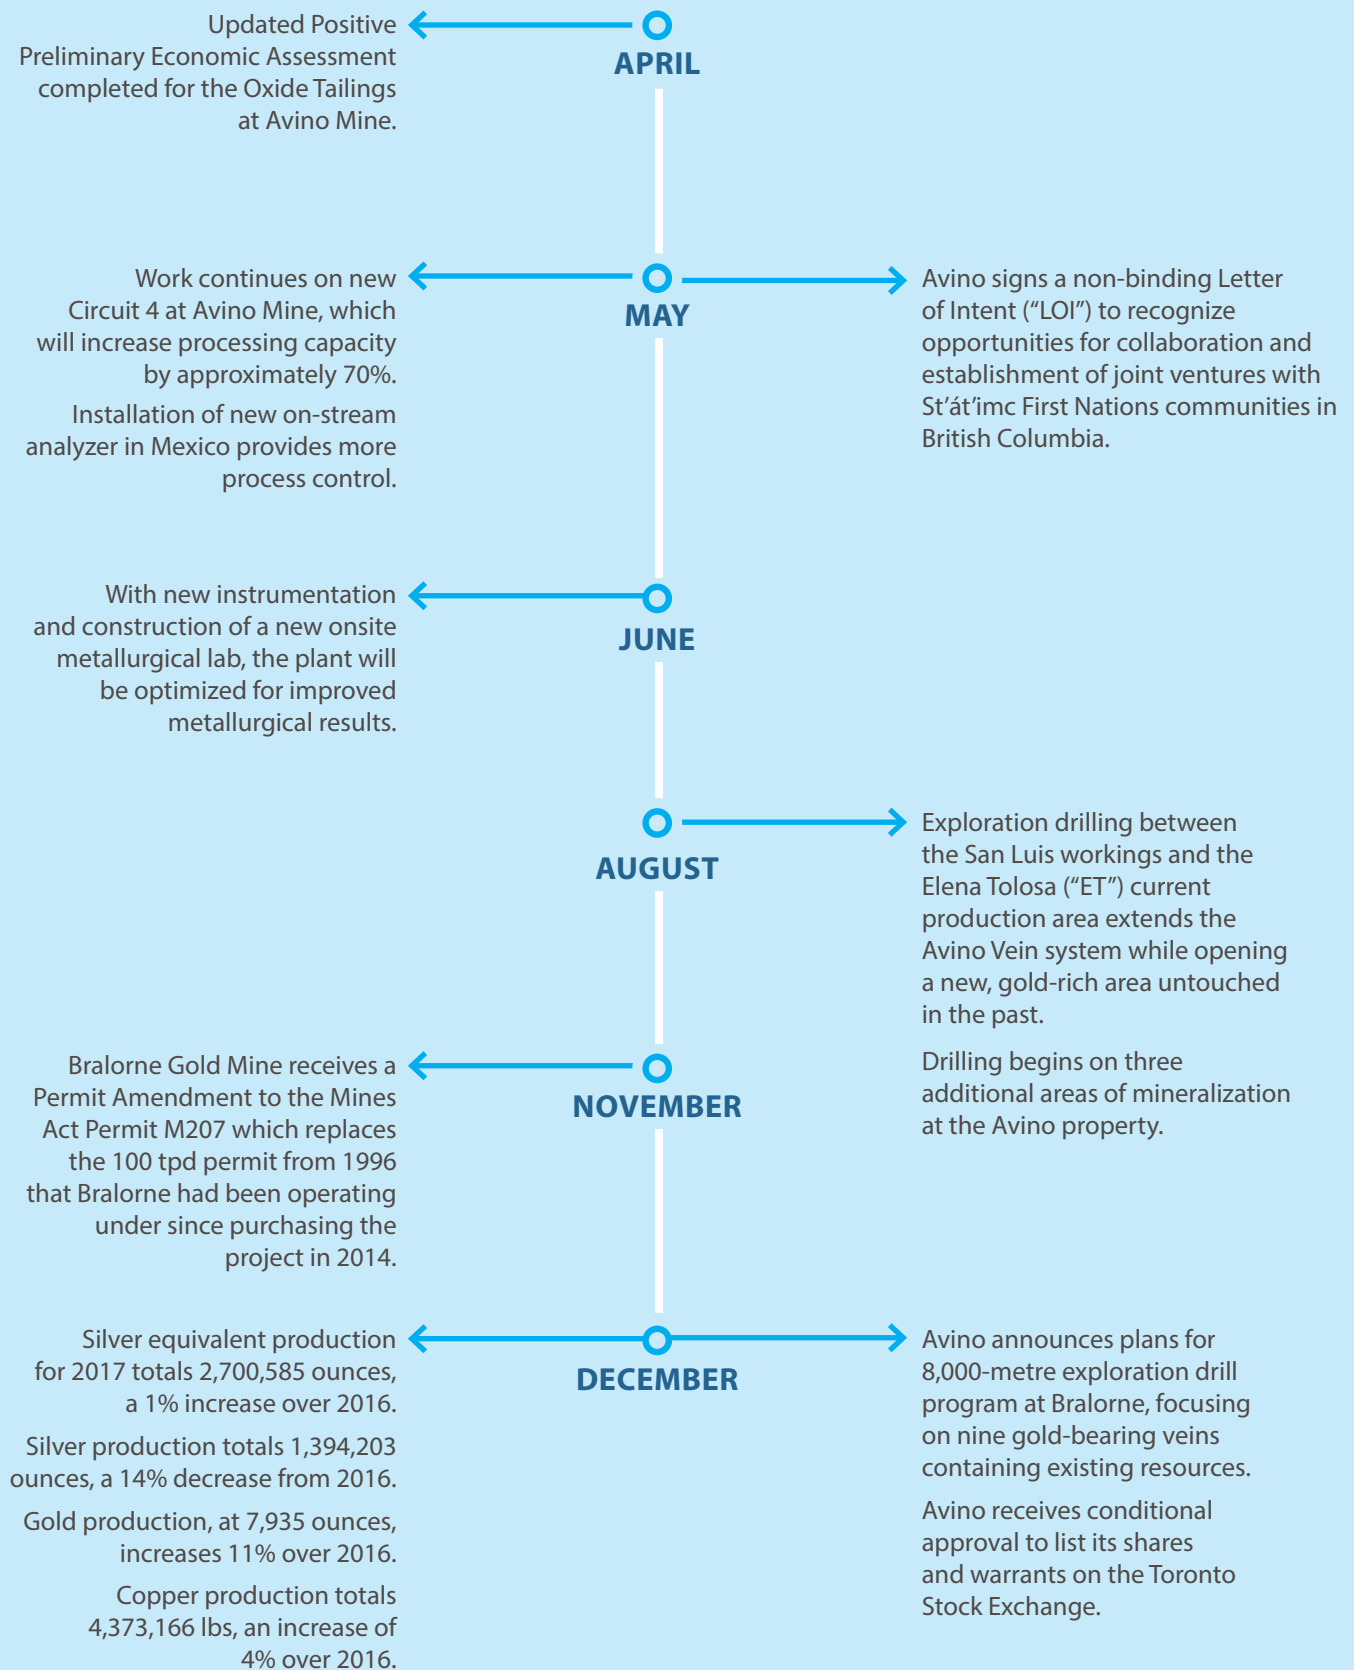 APRIL
Updated Positive
Preliminary Economic Assessment
completed for the Oxide Tailings
at Avino Mine.
MAY
Work continues on new
Circuit 4 at Avino Mine, which
will increase processing capacity
by approximately 70%.
Installation of new on-stream
analyzer in Mexico provides more
process control.
Avino signs a non-binding Letter
of Intent (“LOI”) to recognize
opportunities for collaboration and
establishment of joint ventures with
St’át’imc First Nations communities in
British Columbia.
JUNE
With new instrumentation
and construction of a new onsite
metallurgical lab, the plant will
be optimized for improved
metallurgical results.
AUGUST
Exploration drilling between
the San Luis workings and the
Elena Tolosa (“ET”) current
production area extends the
Avino Vein system while opening
a new, gold-rich area untouched
in the past.
Drilling begins on three
additional areas of mineralization
at the Avino property.
NOVEMBER
Bralorne Gold Mine receives a
Permit Amendment to the Mines
Act Permit M207 which replaces
the 100 tpd permit from 1996
that Bralorne had been operating
under since purchasing the
project in 2014.
DECEMBER
Silver equivalent production
for 2017 totals 2,700,585 ounces,
a 1% increase over 2016.
Silver production totals 1,394,203
ounces, a 14% decrease from 2016.
Gold production, at 7,935 ounces,
increases 11% over 2016.
Copper production totals
4,373,166 lbs, an increase of
4% over 2016.
Avino announces plans for
8,000-metre exploration drill
program at Bralorne, focusing
on nine gold-bearing veins
containing existing resources.
Avino receives conditional
approval to list its shares
and warrants on the Toronto
Stock Exchange.